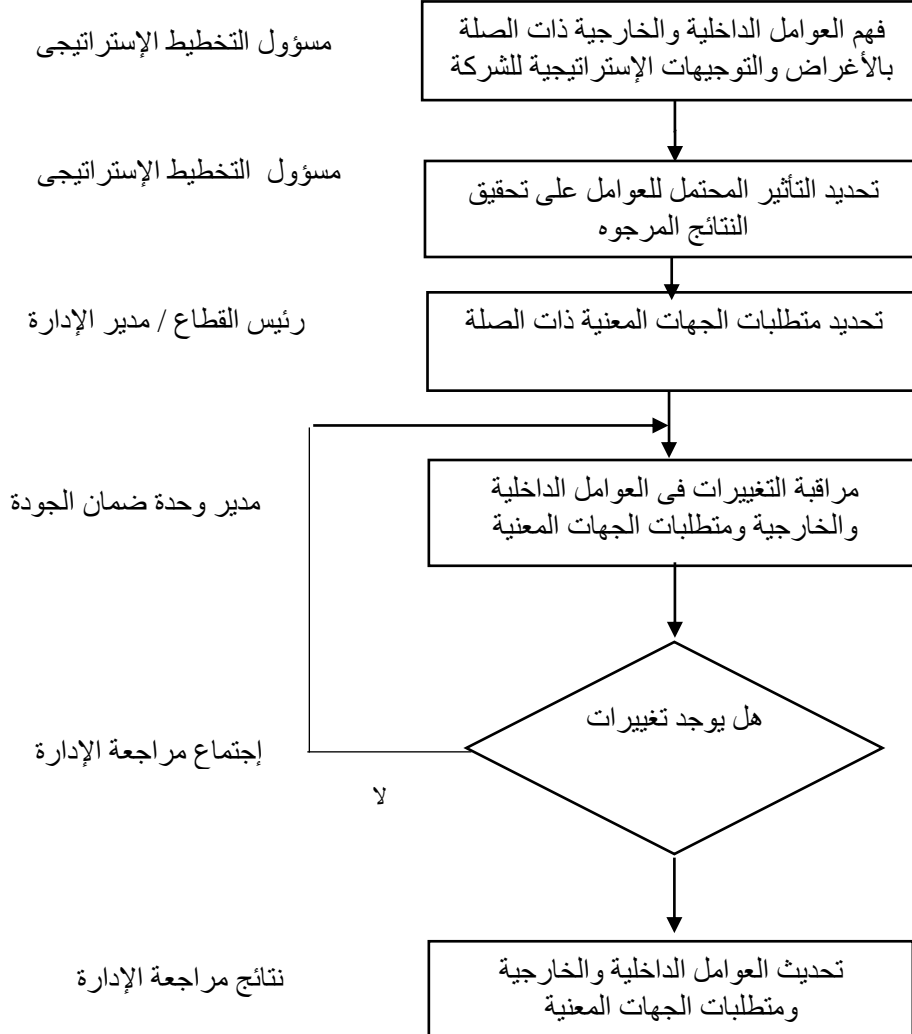 فهم العوامل الداخلية والخارجية ذات الصلة
بالأغراض والتوجيهات الإستراتيجية للشركة
مسؤول التخطيط الإستراتيجى
تحديد التأثير المحتمل للعوامل على تحقيق
النتائج المرجوه
مسؤول التخطيط الإستراتيجى
تحديد متطلبات الجهات المعنية ذات الصلة
رئيس القطاع / مدير الإدارة
مراقبة التغييرات فى العوامل الداخلية
والخارجية ومتطلبات الجهات المعنية
مدير وحدة ضمان الجودة
هل يوجد تغييرات
إجتماع مراجعة الإدارة
لا
تحديث العوامل الداخلية والخارجية
ومتطلبات الجهات المعنية
نتائج مراجعة الإدارة